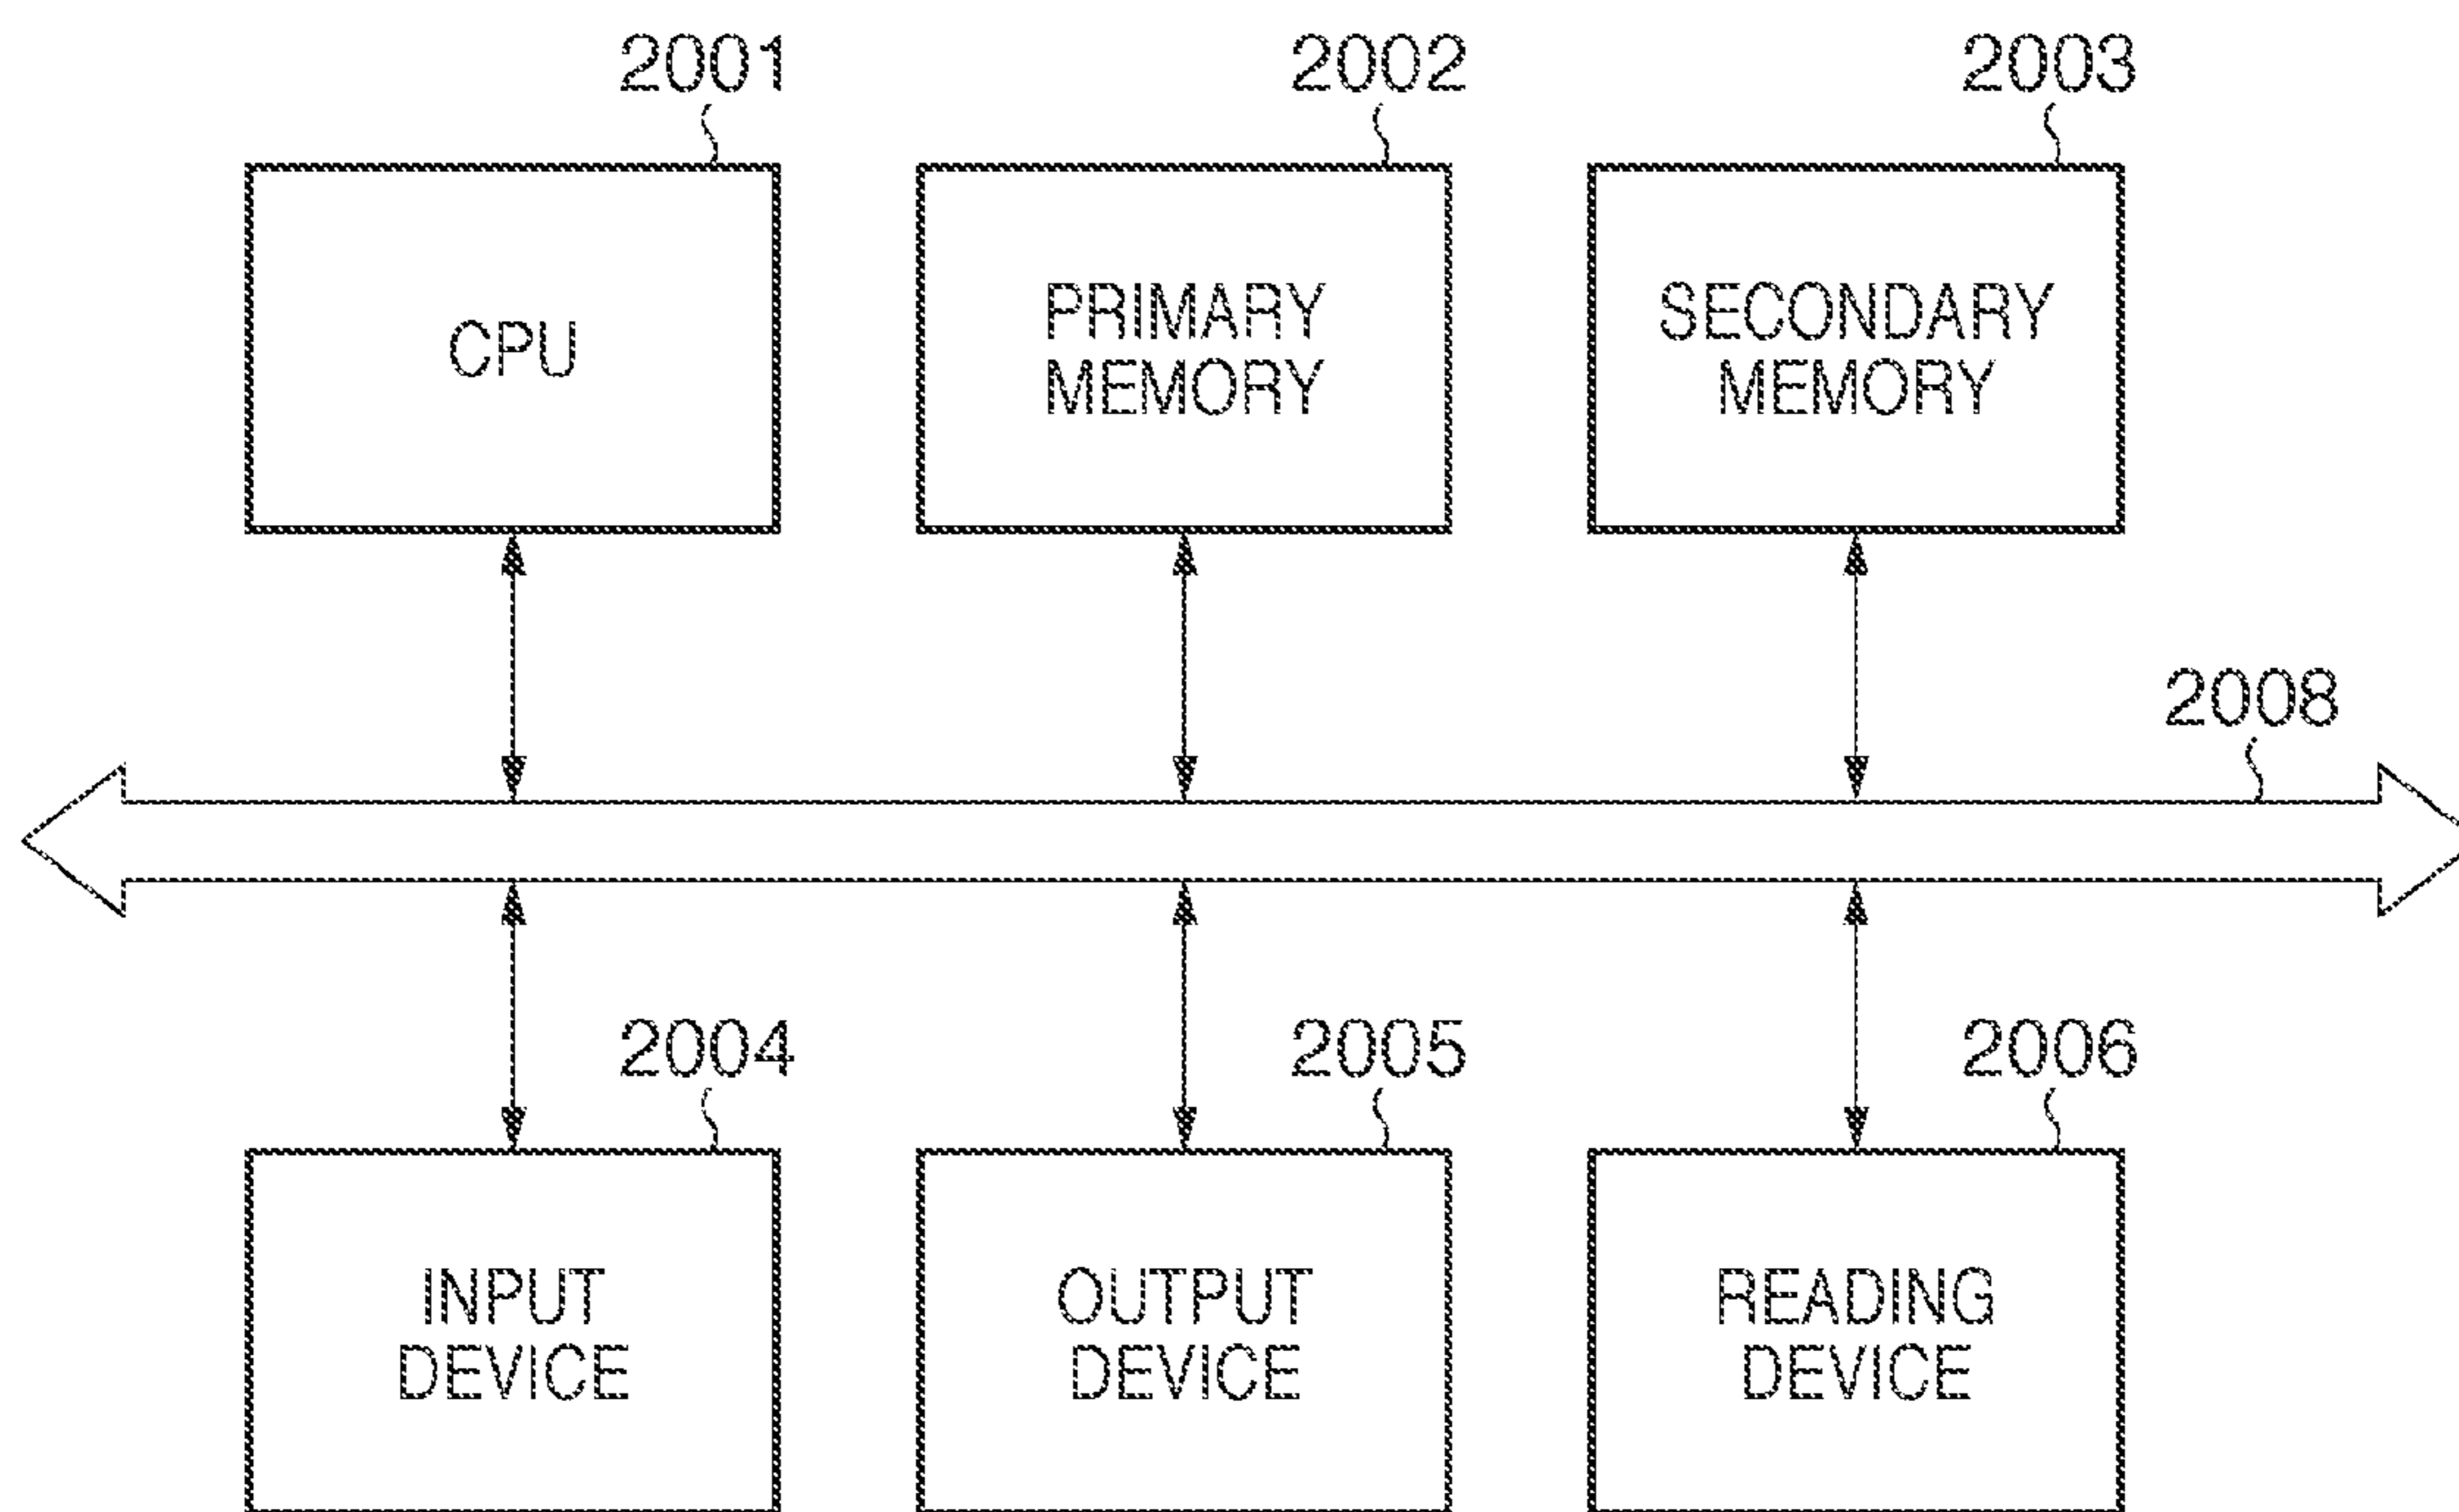 2001
2002
2003
CPU
PRIMARY
MEMORY
SECONDARY
MEMORY
2008
2004
2005
2006
INPUT
DEVICE
OUTPUT
DEVICE
READING
DEVICE